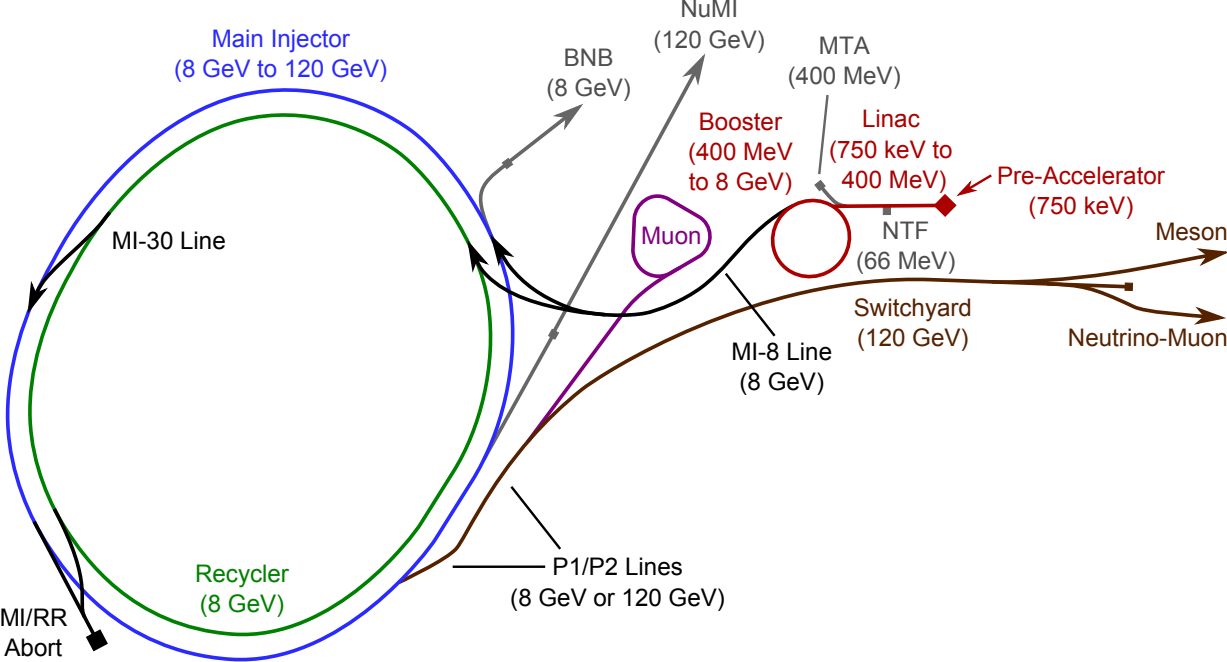 NuMI
(120 GeV)
Main Injector
(8 GeV to 120 GeV)
BNB
(8 GeV)
MTA
(400 MeV)
Booster
(400 MeV
to 8 GeV)
Linac
(750 keV to
400 MeV)
Pre-Accelerator
(750 keV)
MI-30 Line
Muon
NTF
(66 MeV)
Meson
Switchyard
(120 GeV)
Neutrino-Muon
MI-8 Line
(8 GeV)
Recycler
(8 GeV)
P1/P2 Lines
(8 GeV or 120 GeV)
MI/RR
Abort